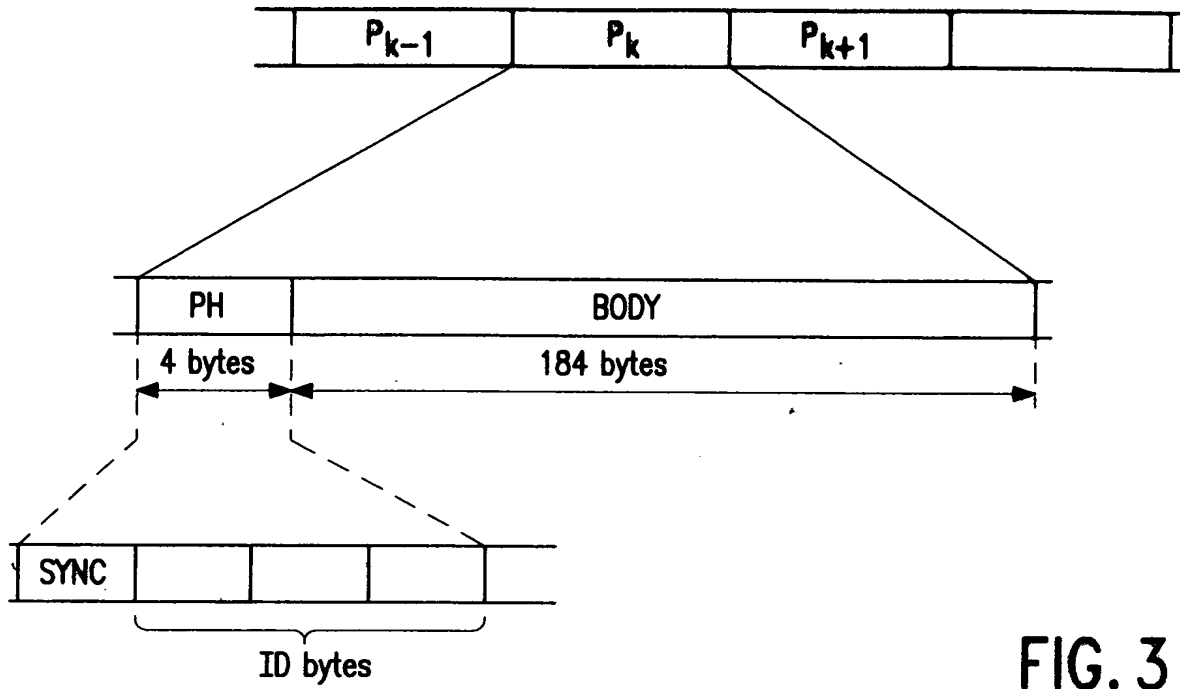 P_{k-1} P_k P_{k+1}
PH BODY
4 bytes 184 bytes
SYNC
ID bytes
FIG. 3